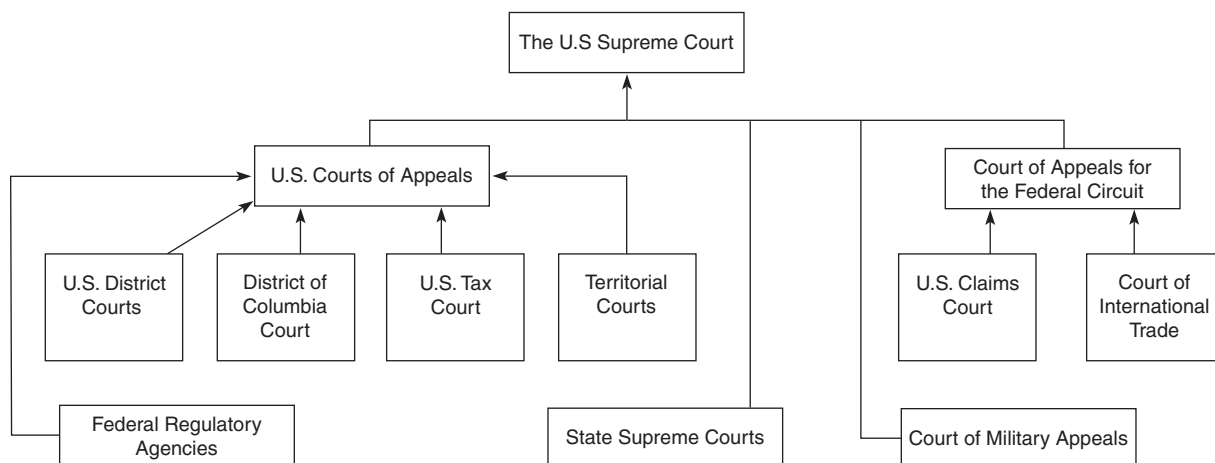 The U.S Supreme Court
U.S. Courts of Appeals
Court of Appeals for
the Federal Circuit
U.S. District
Courts
District of
Columbia
Court
U.S. Tax
Court
Territorial
Courts
U.S. Claims
Court
Court of
International
Trade
Federal Regulatory
Agencies
State Supreme Courts
Court of Military Appeals